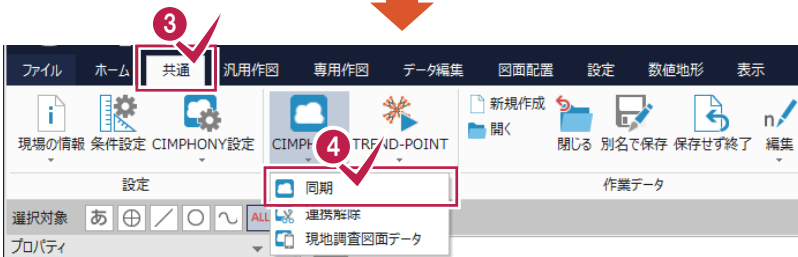 3
ファイル ホーム 共通 汎用作図 専用作図 データ編集 図面配置 設定 数値地形 表示
現場の情報 条件設定 CIMPHONY設定 TREND-POINT 新規作成 開く 閉じる 別名で保存 保存せず終了 編集
4
設定 作業データ
同期
連携解除
現地調査図面データ
選択対象 あ ALL
プロパティ